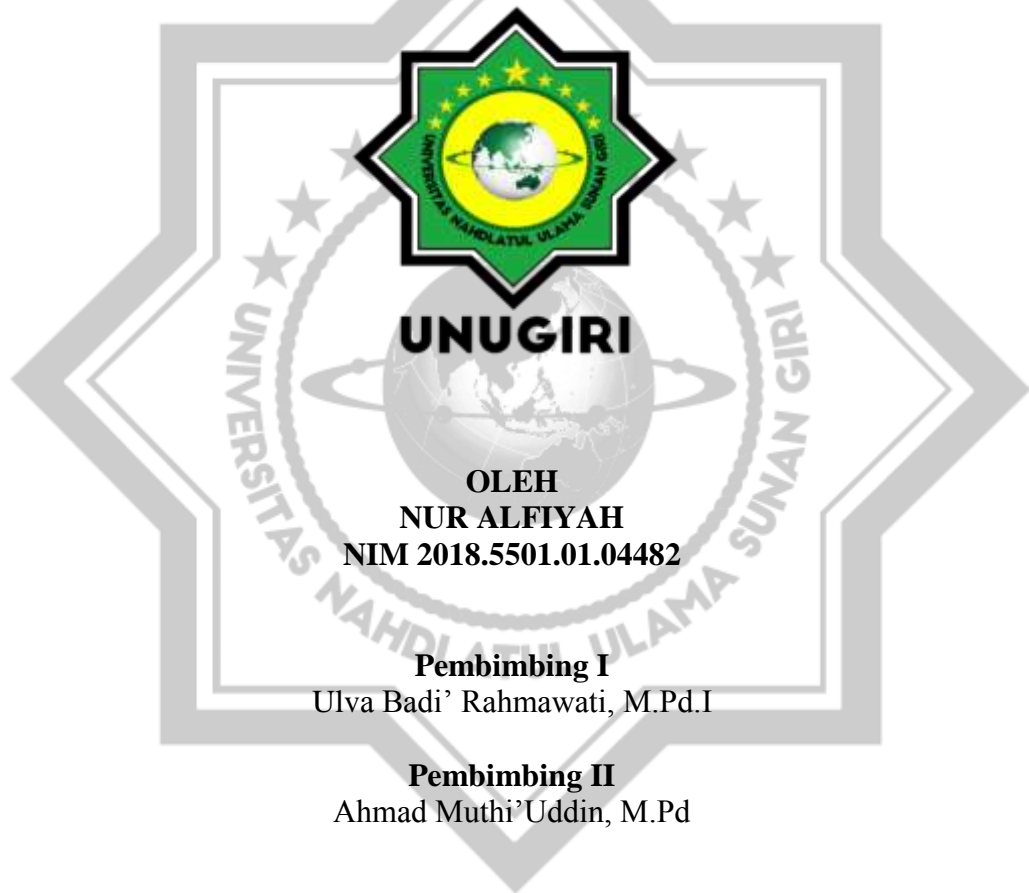 UNIVERSITAS NAHDLATUL ULAMA SUNAN GIRI
UNUGIRI
UNIVERSITAS NAHDLATUL ULAMA SUNAN GIRI
OLEH
NUR ALFIYAH
NIM 2018.5501.01.04482
Pembimbing I
Ulva Badi’ Rahmawati, M.Pd.I
Pembimbing II
Ahmad Muthi’Uddin, M.Pd